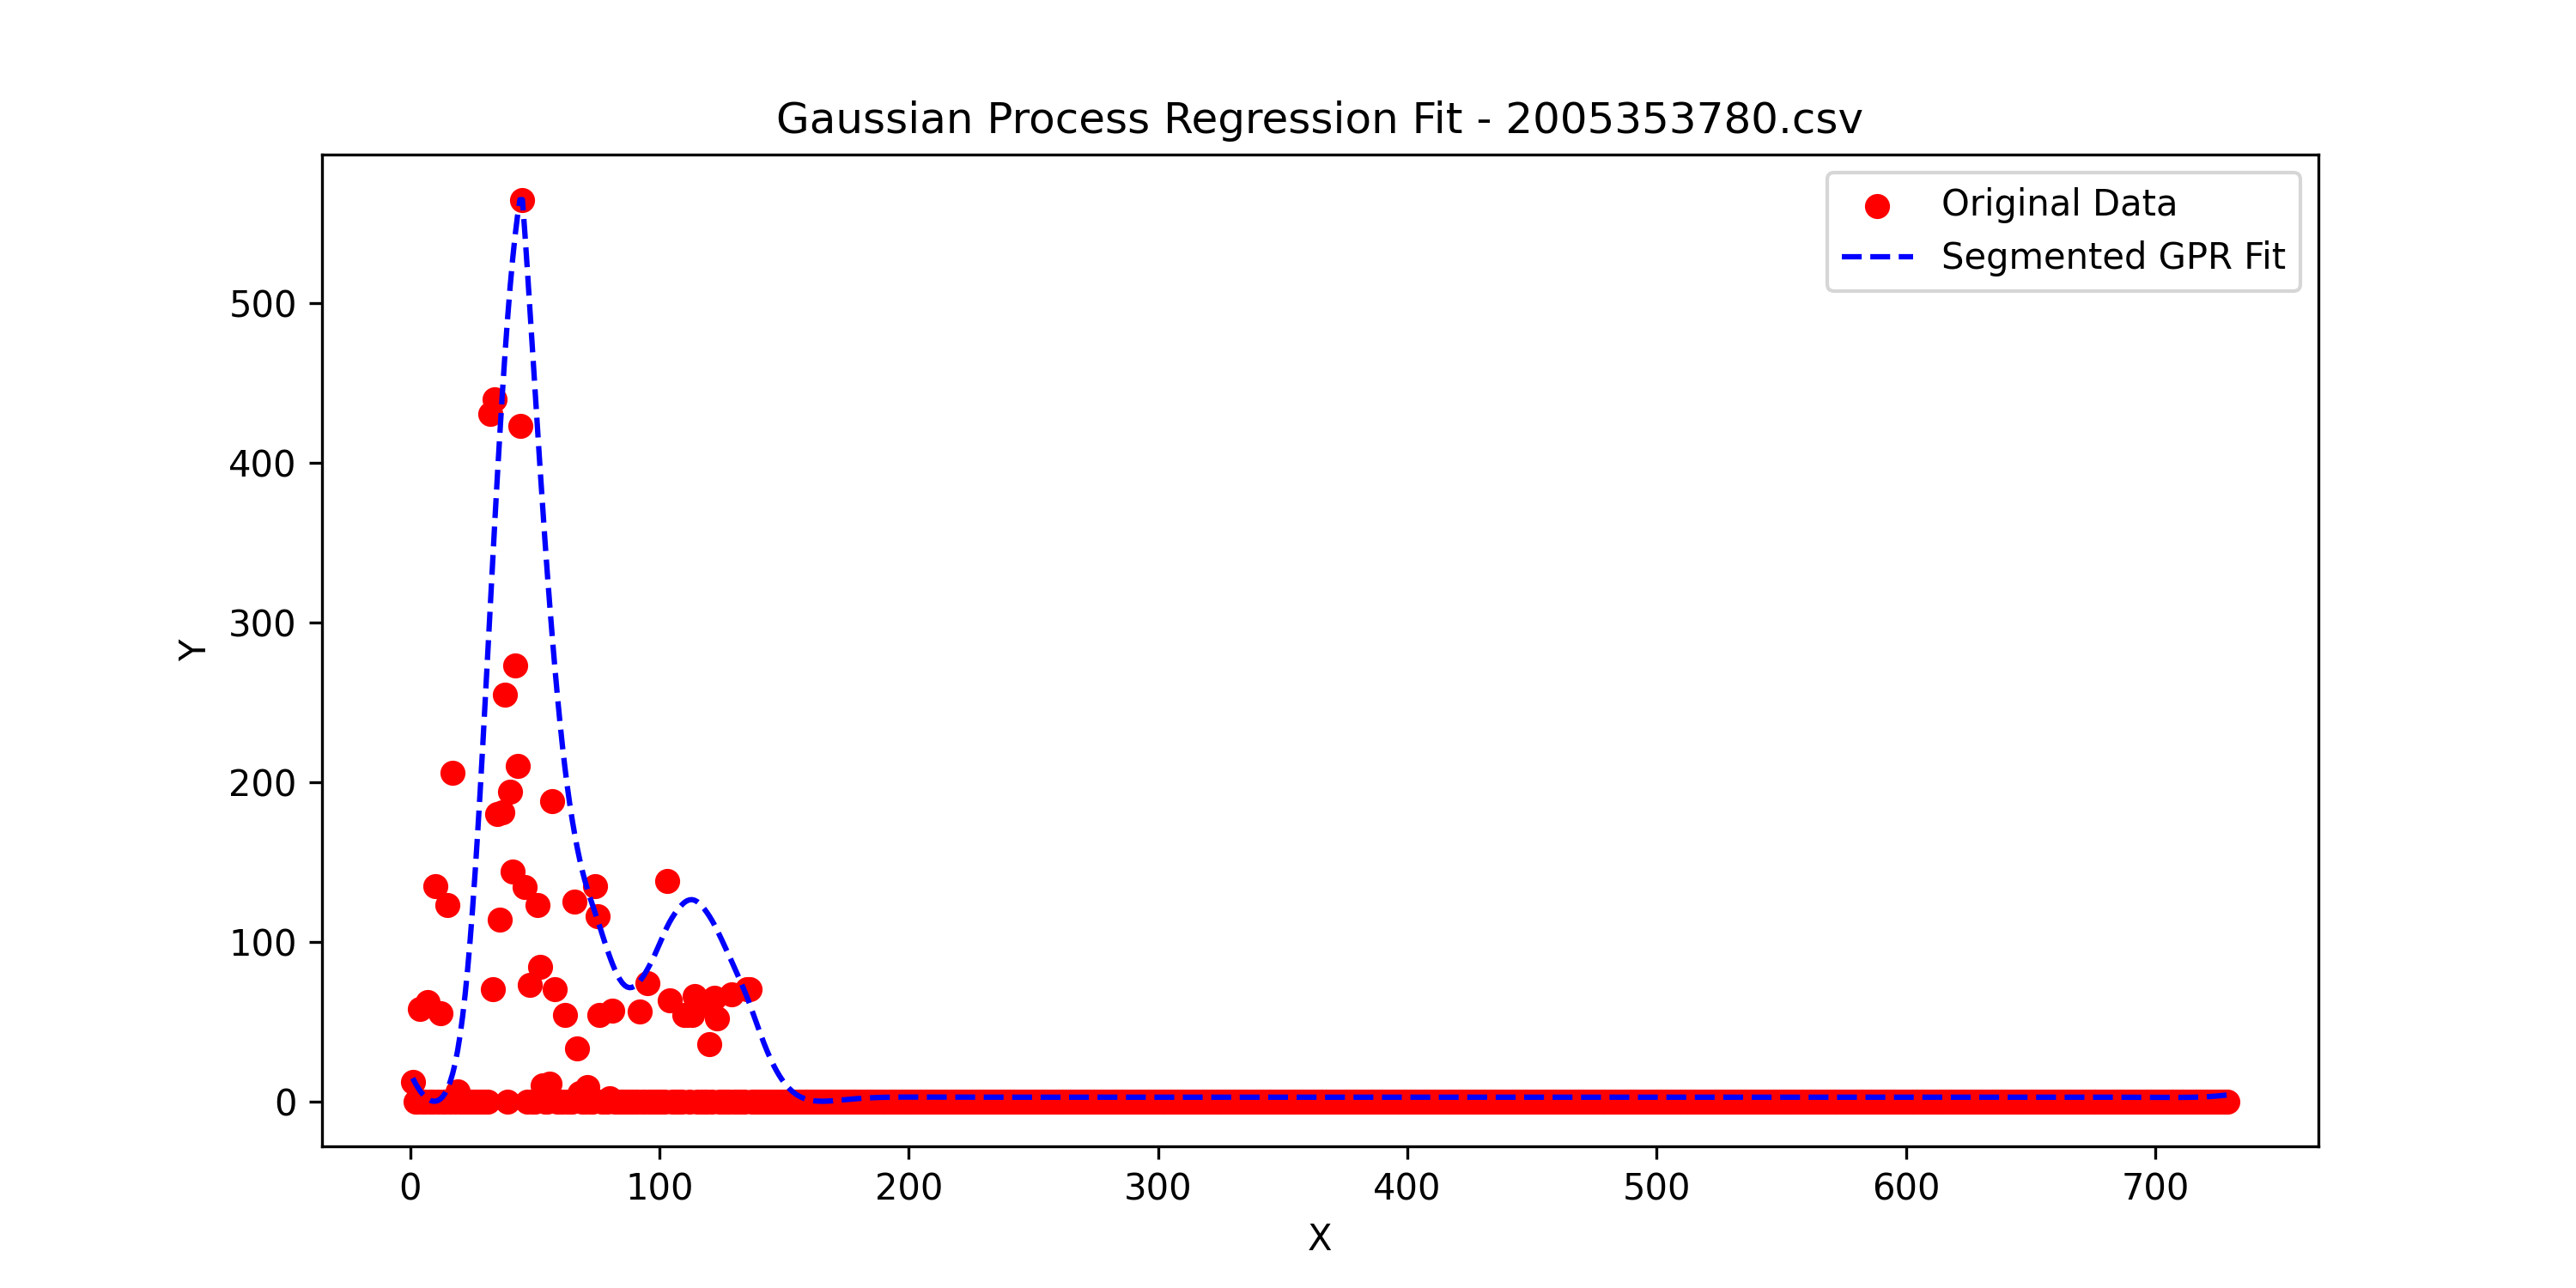 Gaussian Process Regression Fit - 2005353780.csv
Original Data
Segmented GPR Fit
500
400
300
200
100
0
Y
0 100 200 300 400 500 600 700
X